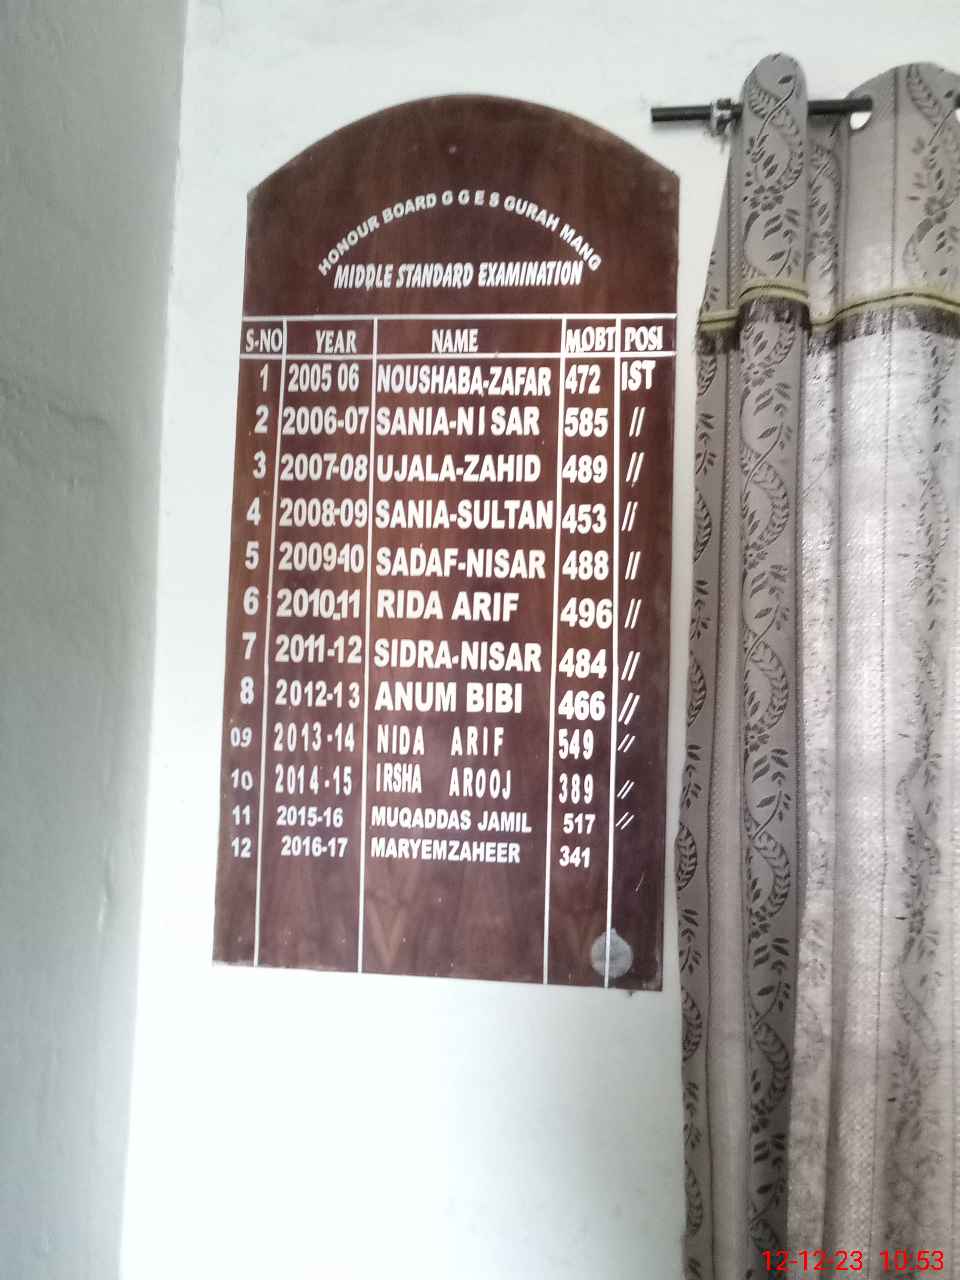 HONOUR BOARD G G E S GURAH MANG
MIDDLE STANDARD EXAMINATION
S-NO YEAR NAME M.OBT POSI
1 2005 06 NOUSHABA-ZAFAR 472 IST
2 2006-07 SANIA-NISAR 585 //
3 2007-08 UJALA-ZAHID 489 //
4 2008-09 SANIA-SULTAN 453 //
5 2009-10 SADAF-NISAR 488 //
6 2010-11 RIDA ARIF 496 //
7 2011-12 SIDRA-NISAR 484 //
8 2012-13 ANUM BIBI 466 //
09 2013-14 NIDA ARIF 549 //
10 2014-15 IRSHA AROOJ 389 //
11 2015-16 MUQADDAS JAMIL 517 //
12 2016-17 MARYEMZAHEER 341
12-12-23 10:53